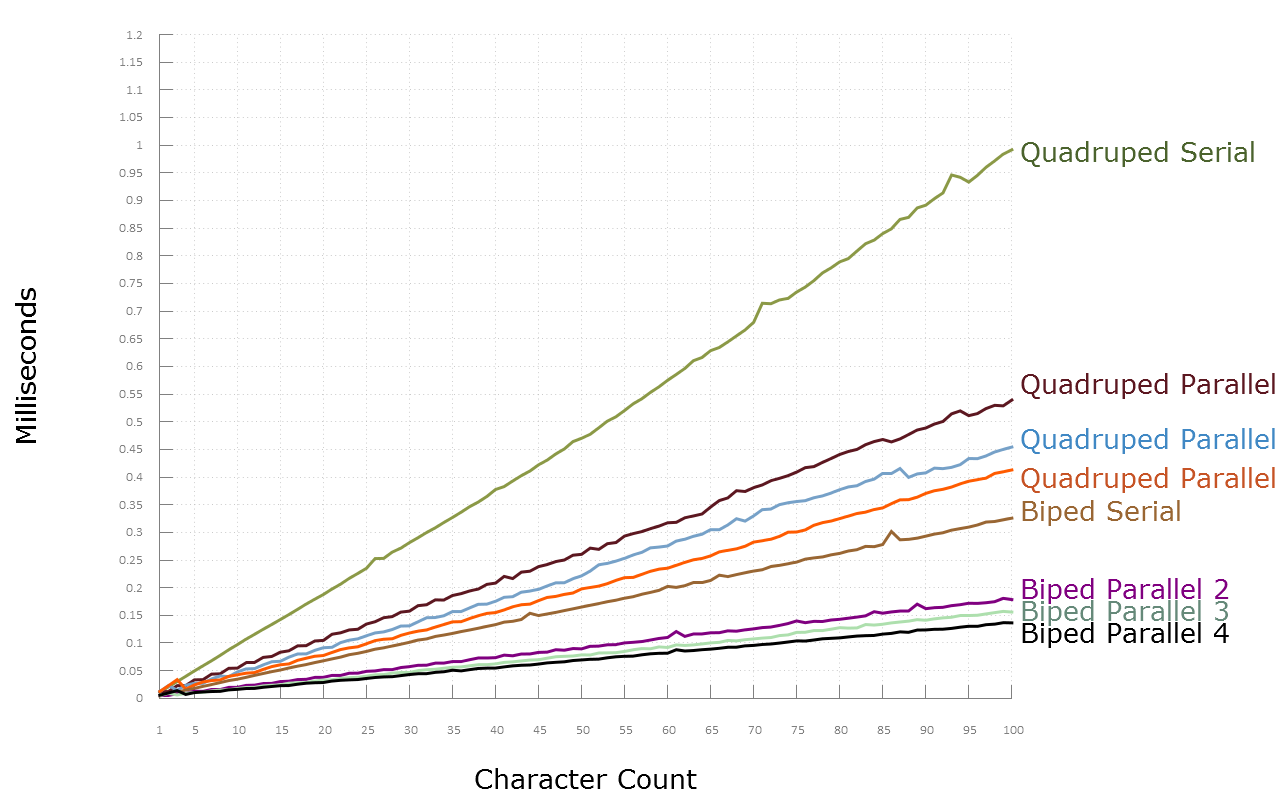 1.2
1.15
1.1
1.05
1
0.95
0.9
0.85
0.8
0.75
0.7
0.65
0.6
0.55
0.5
0.45
0.4
0.35
0.3
0.25
0.2
0.15
0.1
0.05
0
Milliseconds
Quadruped Serial
Quadruped Parallel
Quadruped Parallel
Quadruped Parallel
Biped Serial
Biped Parallel 2
Biped Parallel 3
Biped Parallel 4
1 5 10 15 20 25 30 35 40 45 50 55 60 65 70 75 80 85 90 95 100
Character Count